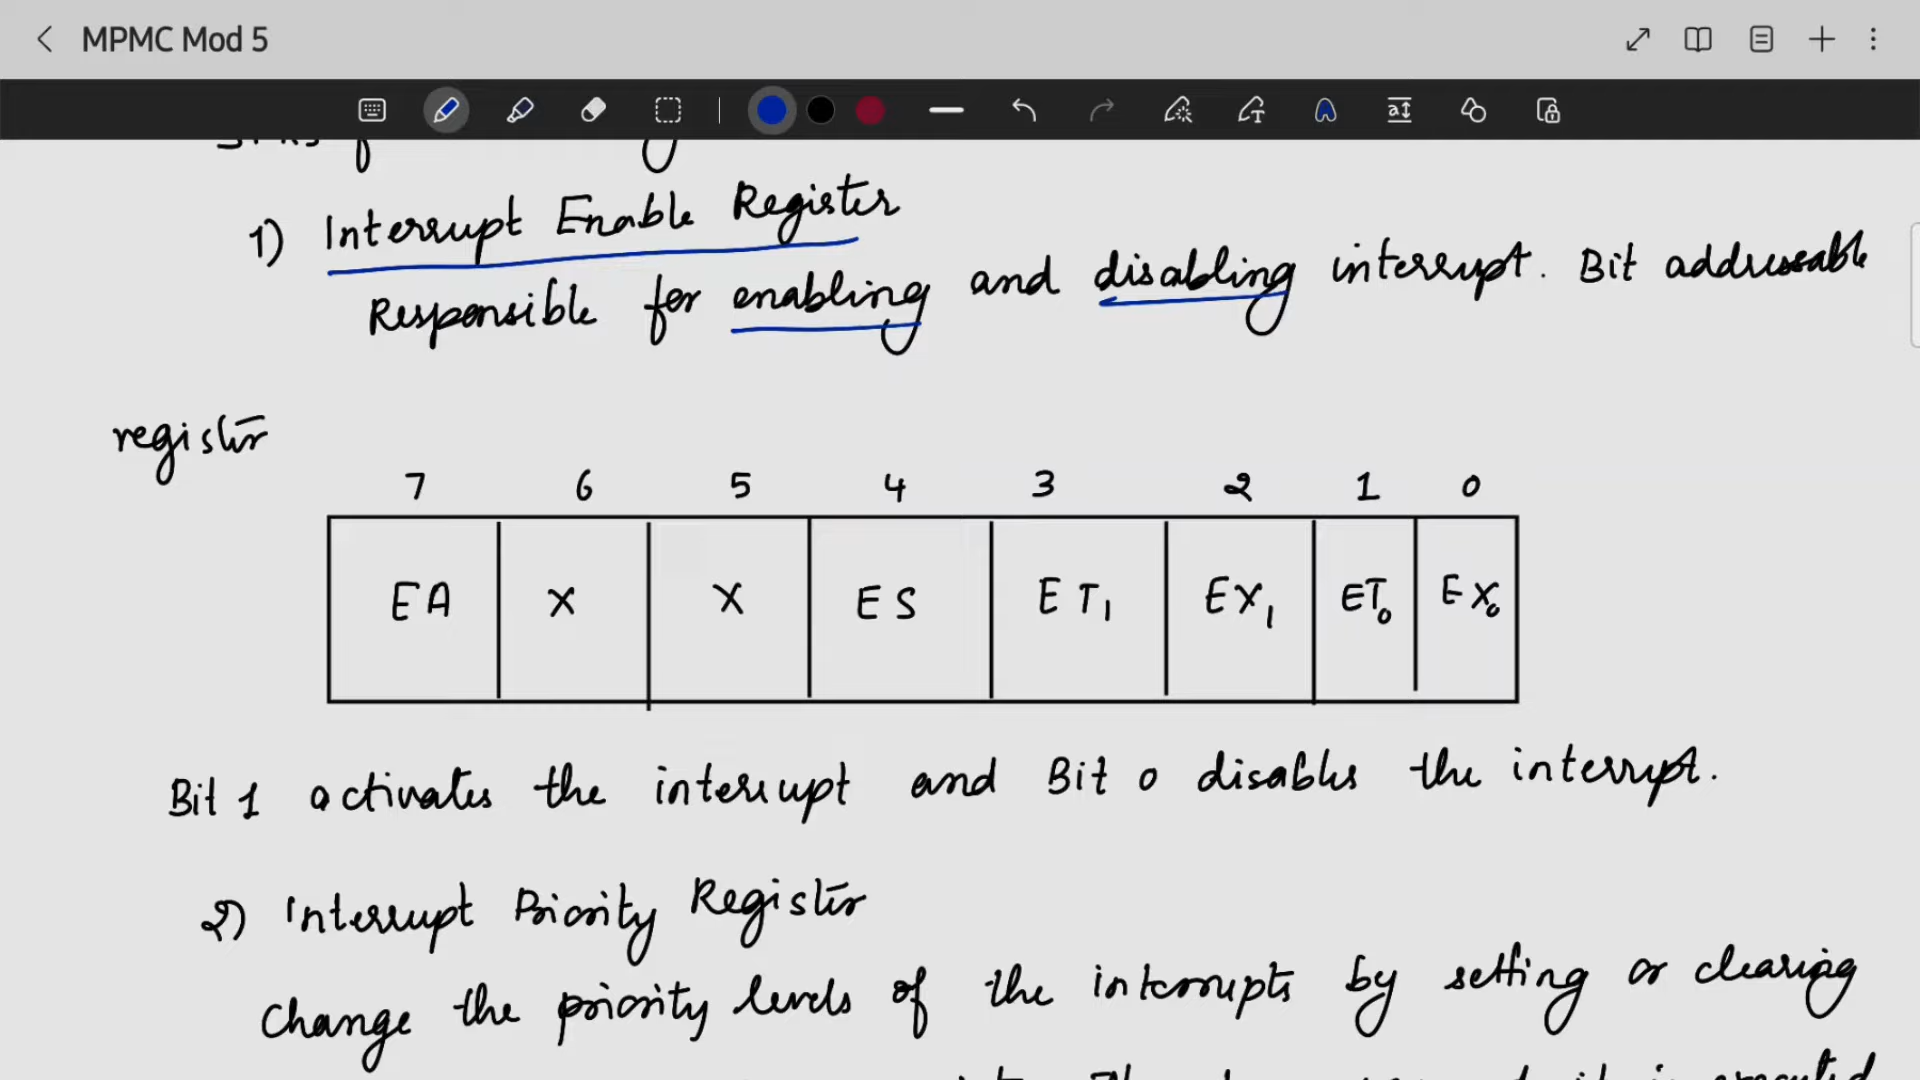 MPMC Mod 5
1) Interrupt Enable Register
Responsible for enabling and disabling interrupt. Bit addressable
register
7 6 5 4 3 2 1 0
EA X X ES ET1 EX1 ET0 EX0
Bit 1 activates the interrupt and Bit 0 disables the interrupt.
2) Interrupt Priority Register
Change the priority levels of the interrupts by setting or clearing